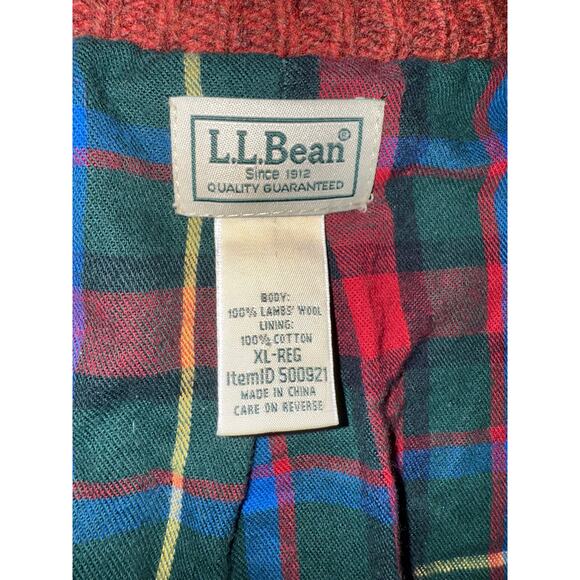 L.L.Bean®
Since 1912
QUALITY GUARANTEED
BODY:
100% LAMBS' WOOL
LINING:
100% COTTON
XL-REG
ItemID 500921
MADE IN CHINA
CARE ON REVERSE